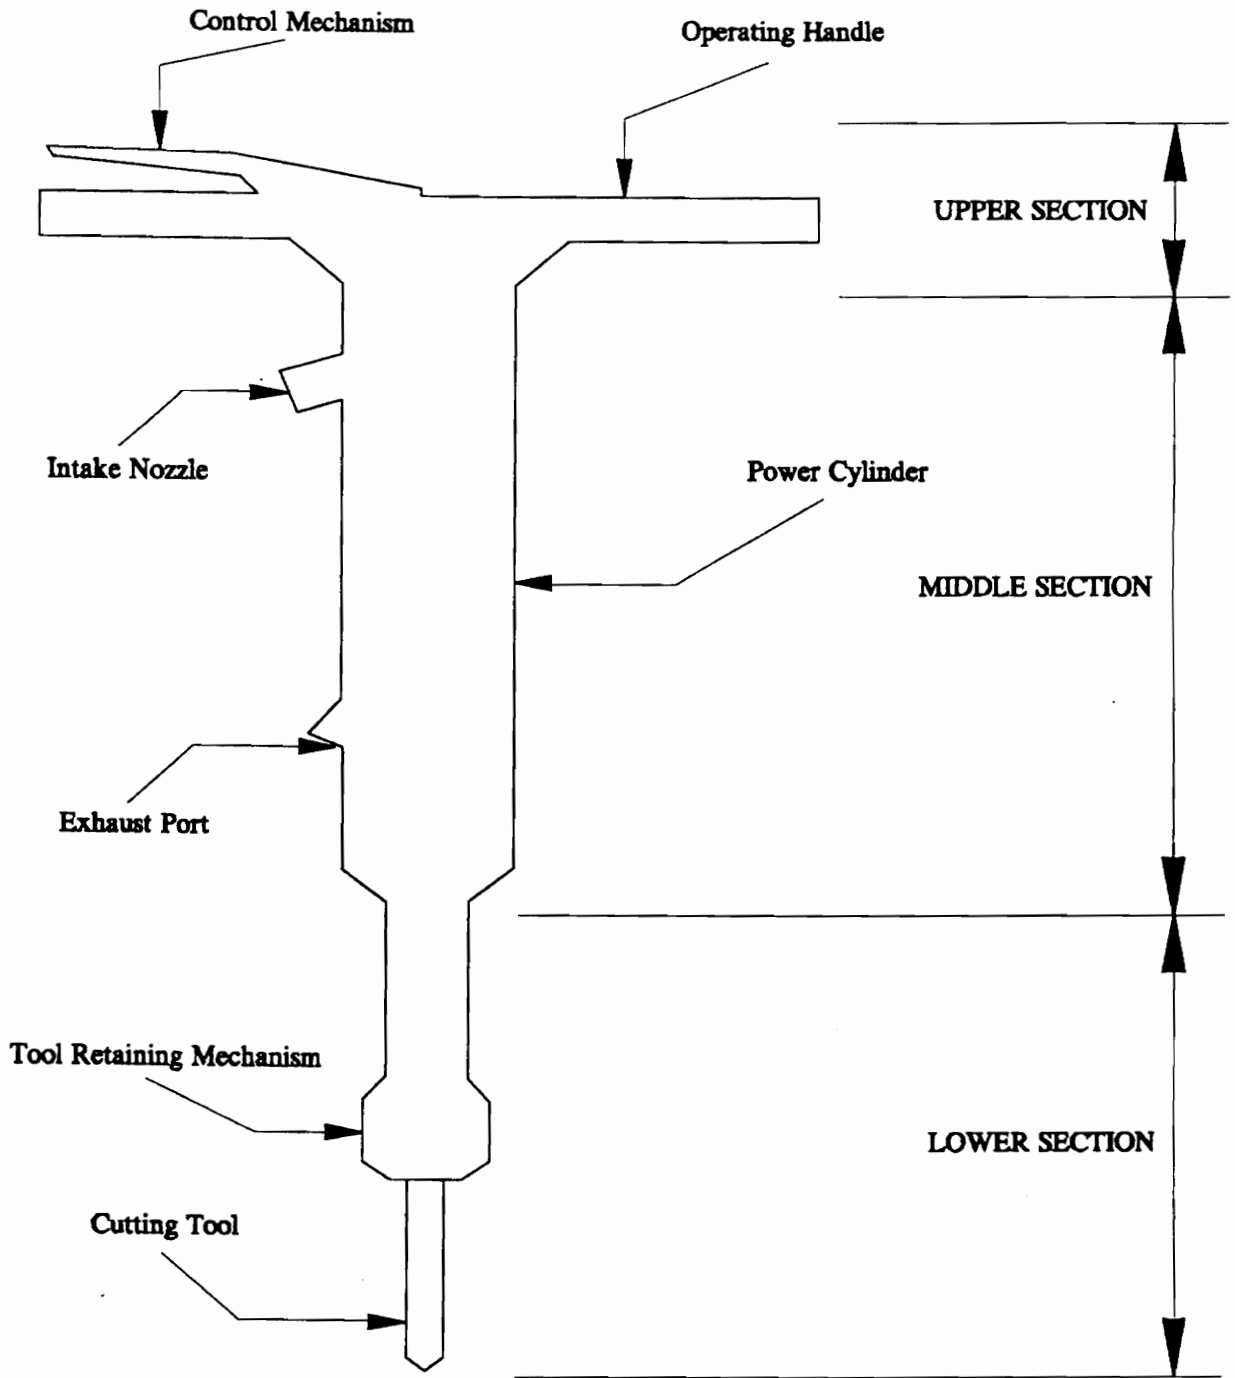 Control Mechanism
Operating Handle
UPPER SECTION
Intake Nozzle
Power Cylinder
MIDDLE SECTION
Exhaust Port
Tool Retaining Mechanism
LOWER SECTION
Cutting Tool